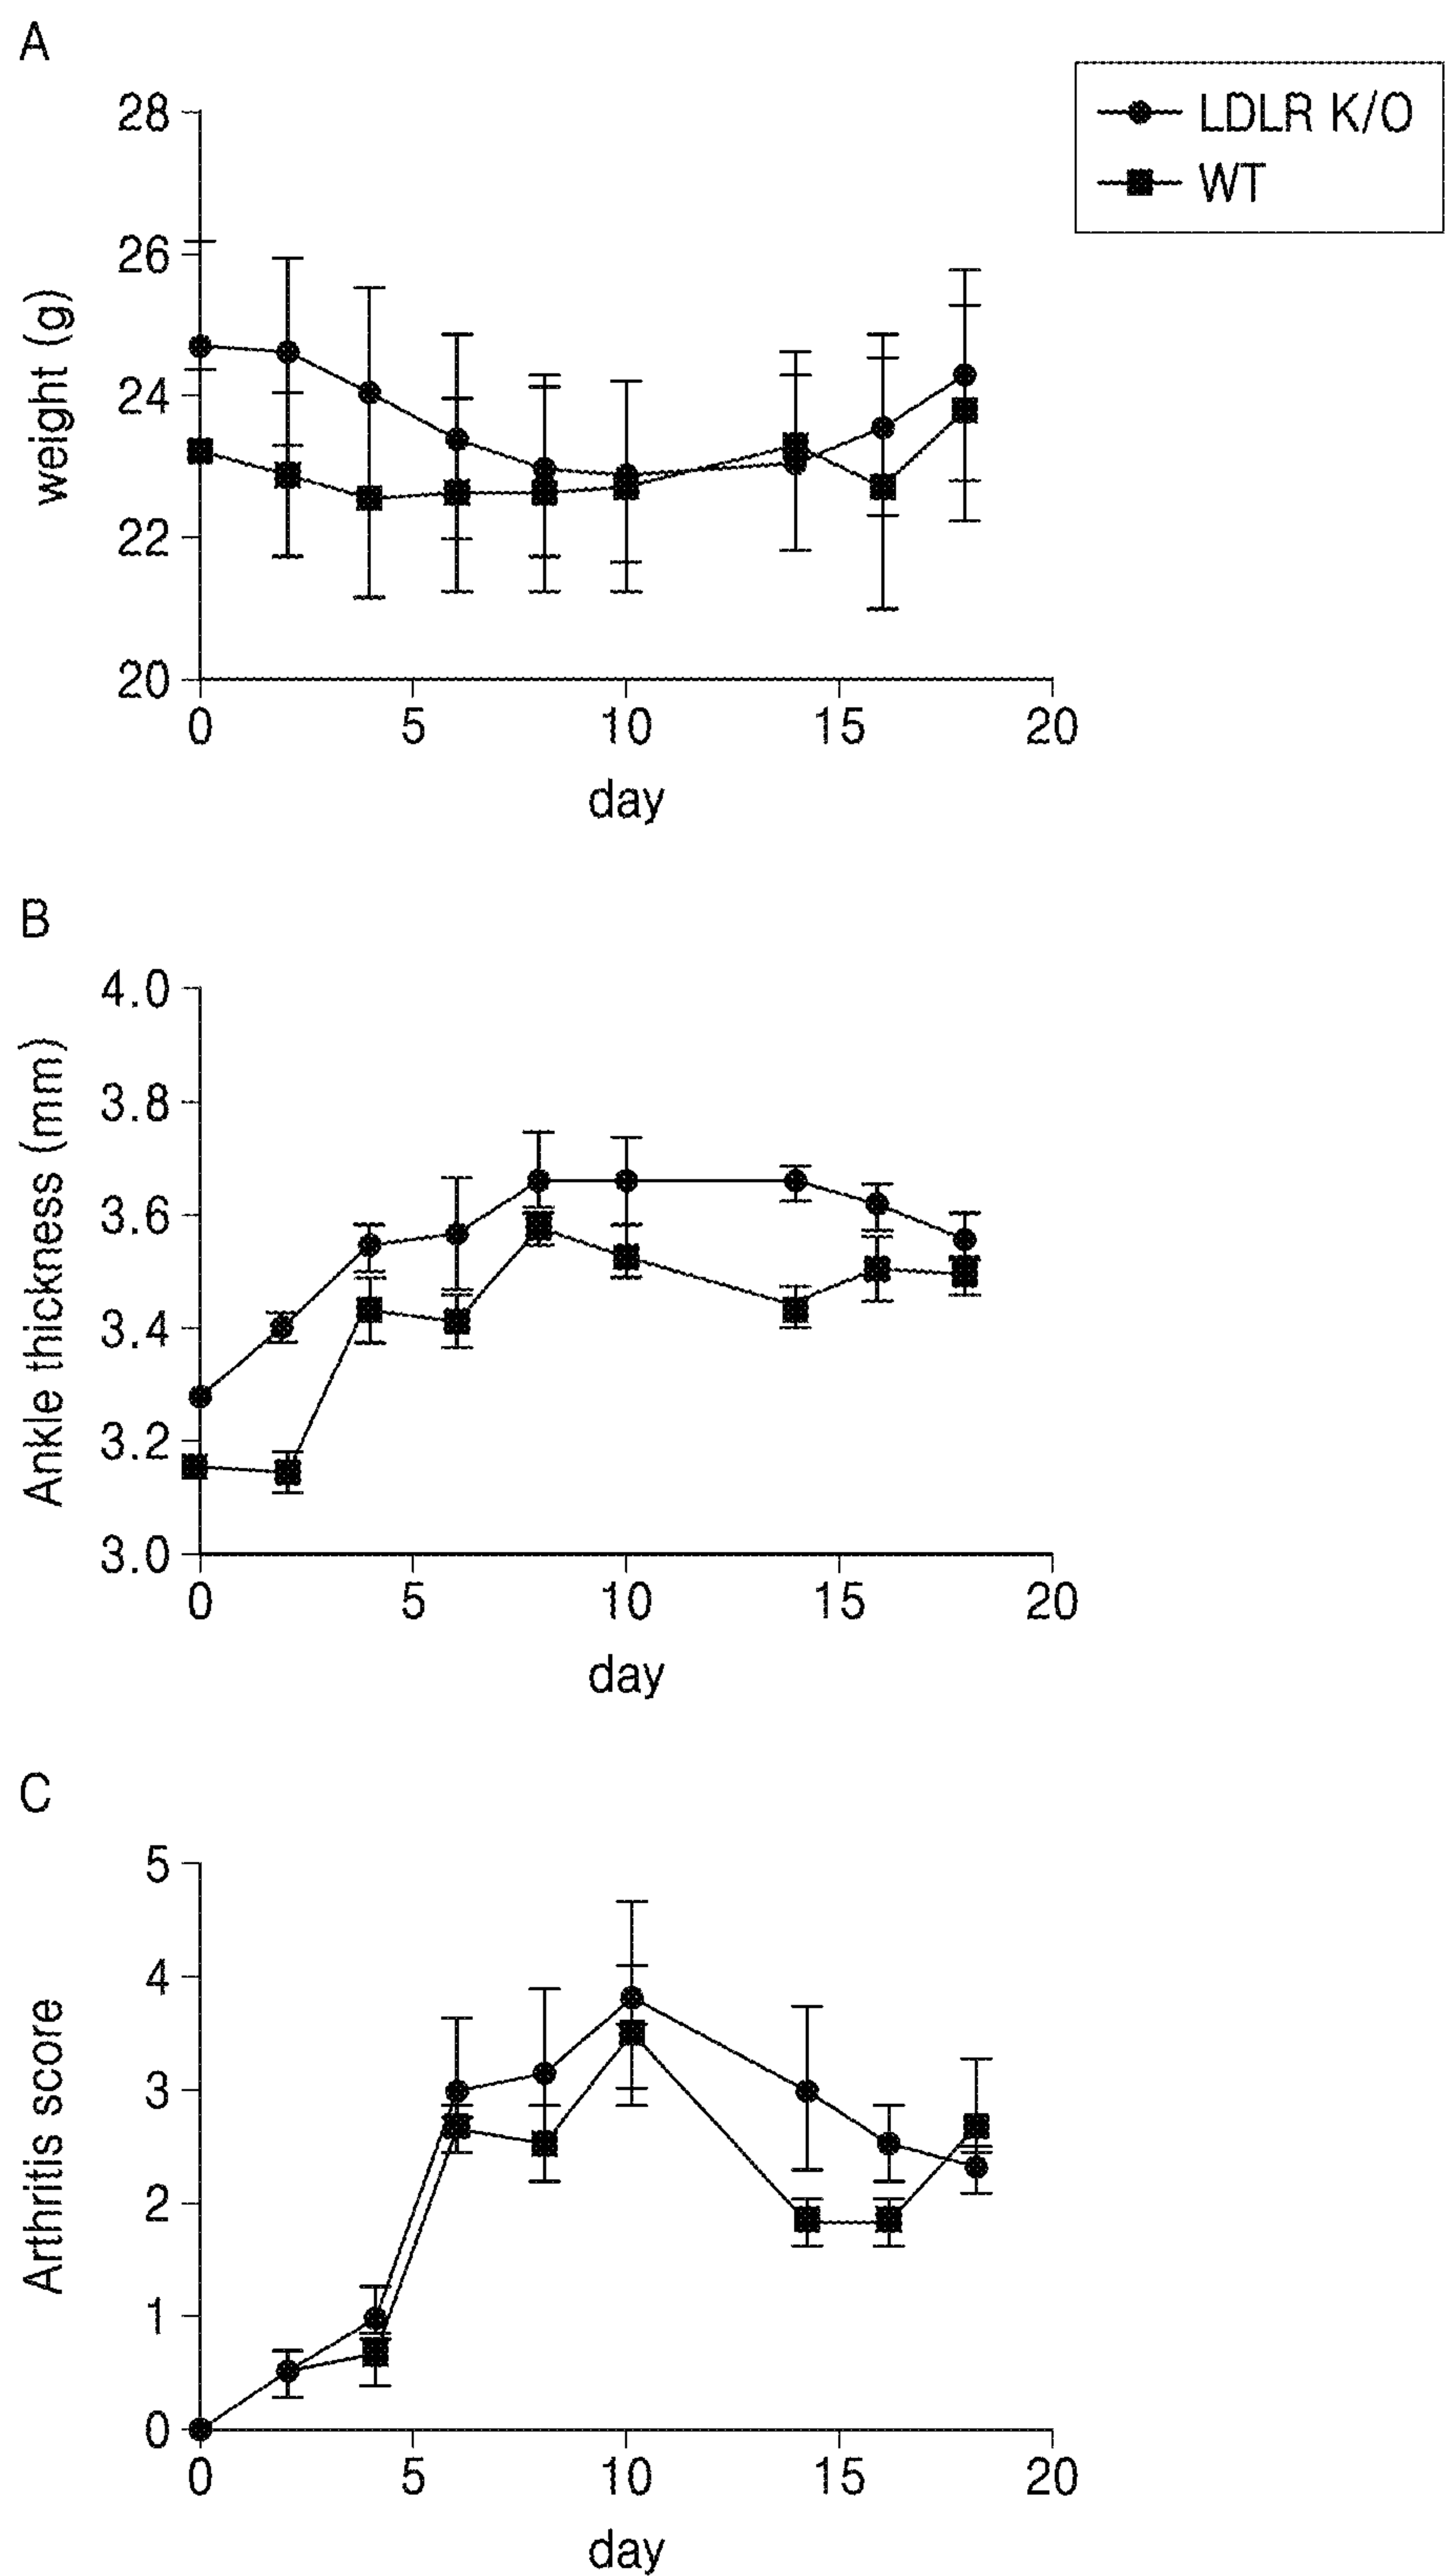 A
LDLR K/O
WT
weight (g)
28
26
24
22
20
0 5 10 15 20
day
B
Ankle thickness (mm)
4.0
3.8
3.6
3.4
3.2
3.0
0 5 10 15 20
day
C
Arthritis score
5
4
3
2
1
0
0 5 10 15 20
day